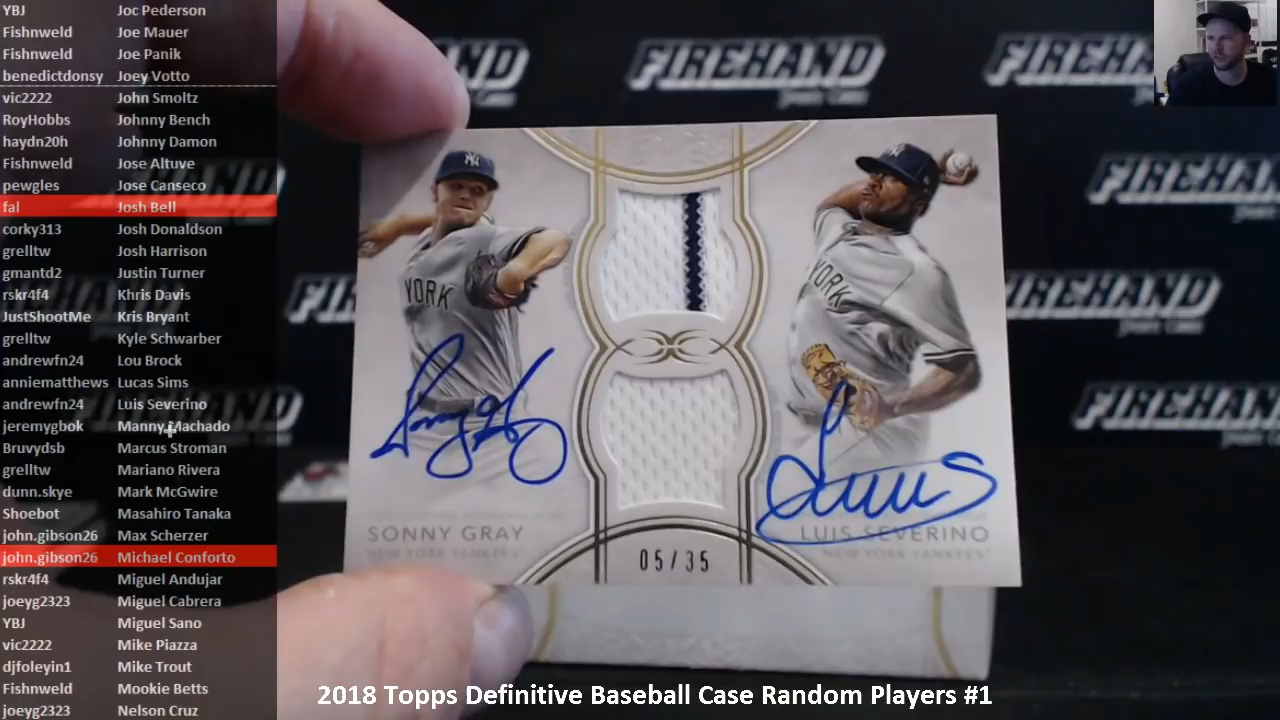 YBJ Joc Pederson
Fishnweld Joe Mauer
Fishnweld Joe Panik
benedictdonsy Joey Votto
vic2222 John Smoltz
RoyHobbs Johnny Bench
haydn20h Johnny Damon
Fishnweld Jose Altuve
pewgles Jose Canseco
fal Josh Bell
corky313 Josh Donaldson
grelltw Josh Harrison
gmantd2 Justin Turner
rskr4f4 Khris Davis
JustShootMe Kris Bryant
grelltw Kyle Schwarber
andrewfn24 Lou Brock
anniematthews Lucas Sims
andrewfn24 Luis Severino
jeremygbok Manny Machado
Bruvydsb Marcus Stroman
grelltw Mariano Rivera
dunn.skye Mark McGwire
Shoebot Masahiro Tanaka
john.gibson26 Max Scherzer
john.gibson26 Michael Conforto
rskr4f4 Miguel Andujar
joeyg2323 Miguel Cabrera
YBJ Miguel Sano
vic2222 Mike Piazza
djfoleyin1 Mike Trout
Fishnweld Mookie Betts
joeyg2323 Nelson Cruz
FIREHAND
FIREHAND
FIREHAND
FIREHAND
NY
YORK
YORK
SONNY GRAY
NEW YORK YANKEES
05/35
LUIS SEVERINO
NEW YORK YANKEES
2018 Topps Definitive Baseball Case Random Players #1